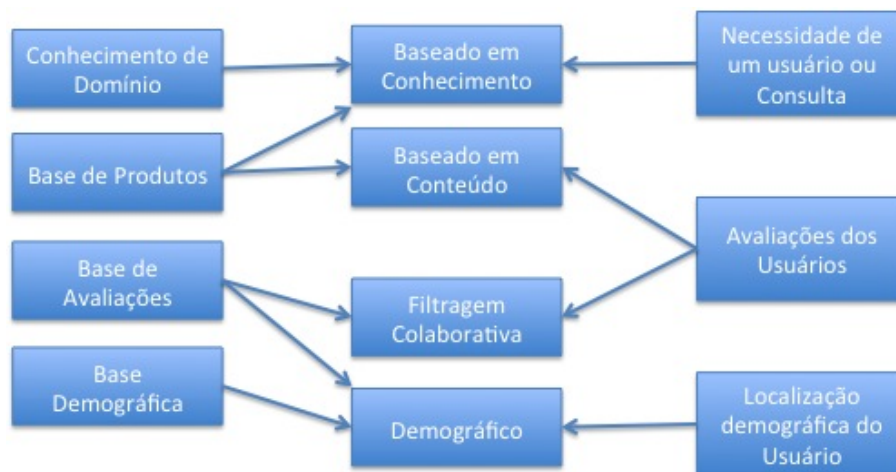 Conhecimento de
Domínio
Baseado em
Conhecimento
Necessidade de
um usuário ou
Consulta
Base de Produtos
Baseado em
Conteúdo
Avaliações dos
Usuários
Base de
Avaliações
Filtragem
Colaborativa
Base
Demográfica
Demográfico
Localização
demográfica do
Usuário